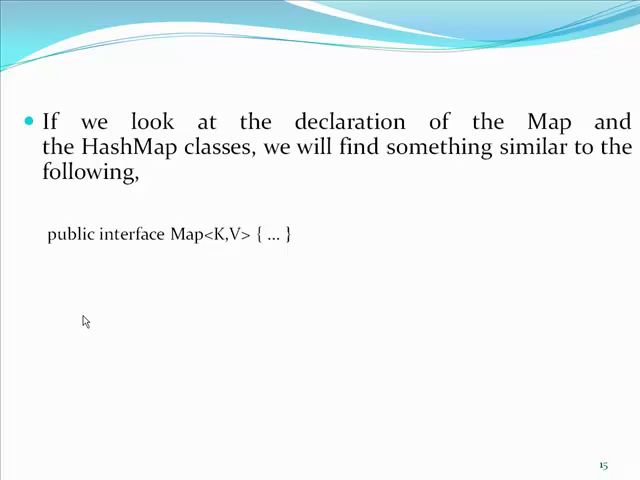 If we look at the declaration of the Map and
the HashMap classes, we will find something similar to the
following,
public interface Map<K,V> { ... }
15